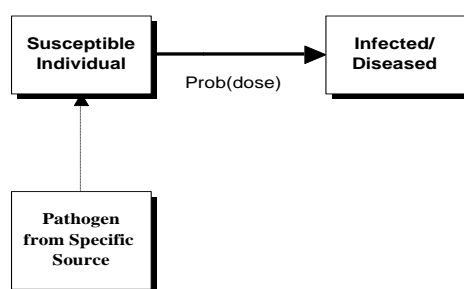 Susceptible
Individual
Infected/
Diseased
Prob(dose)
Pathogen
from Specific
Source